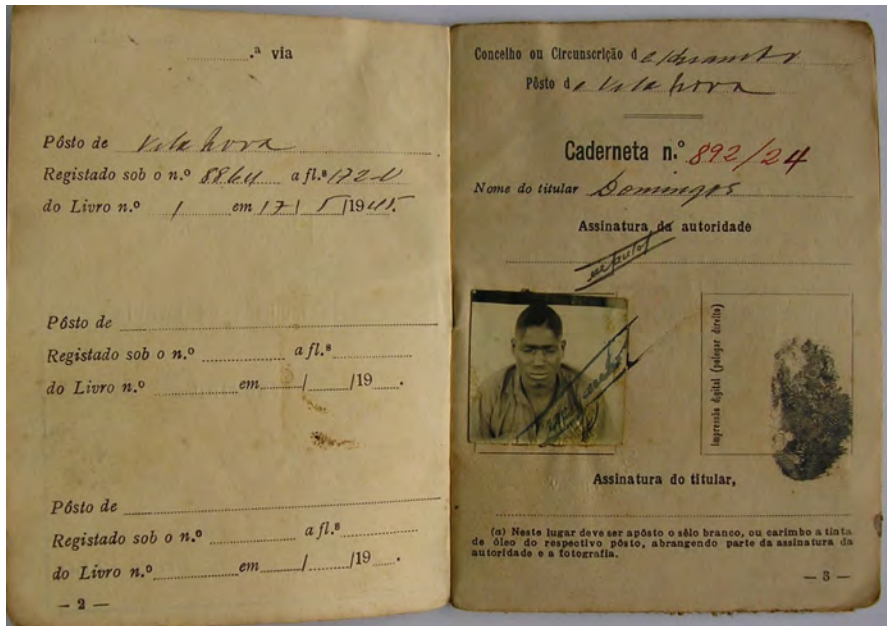 .ª via
Pôsto de Vila Nova
Registado sob o n.º 8864 a fl.ª 172-V
do Livro n.º 1 em 17/5/1945.
Pôsto de
Registado sob o n.º a fl.ª
do Livro n.º em / /19 .
Pôsto de
Registado sob o n.º a fl.ª
do Livro n.º em / /19 .
— 2 —
Concelho ou Circunscrição de
Pôsto de Vila Nova
Caderneta n.º 892/24
Nome do titular Domingos
Assinatura da autoridade
Impressão digital (polegar direito)
Assinatura do titular,
(a) Neste lugar deve ser apôsto o sêlo branco, ou carimbo a tinta
de óleo do respectivo pôsto, abrangendo parte da assinatura da
autoridade e a fotografia.
— 3 —